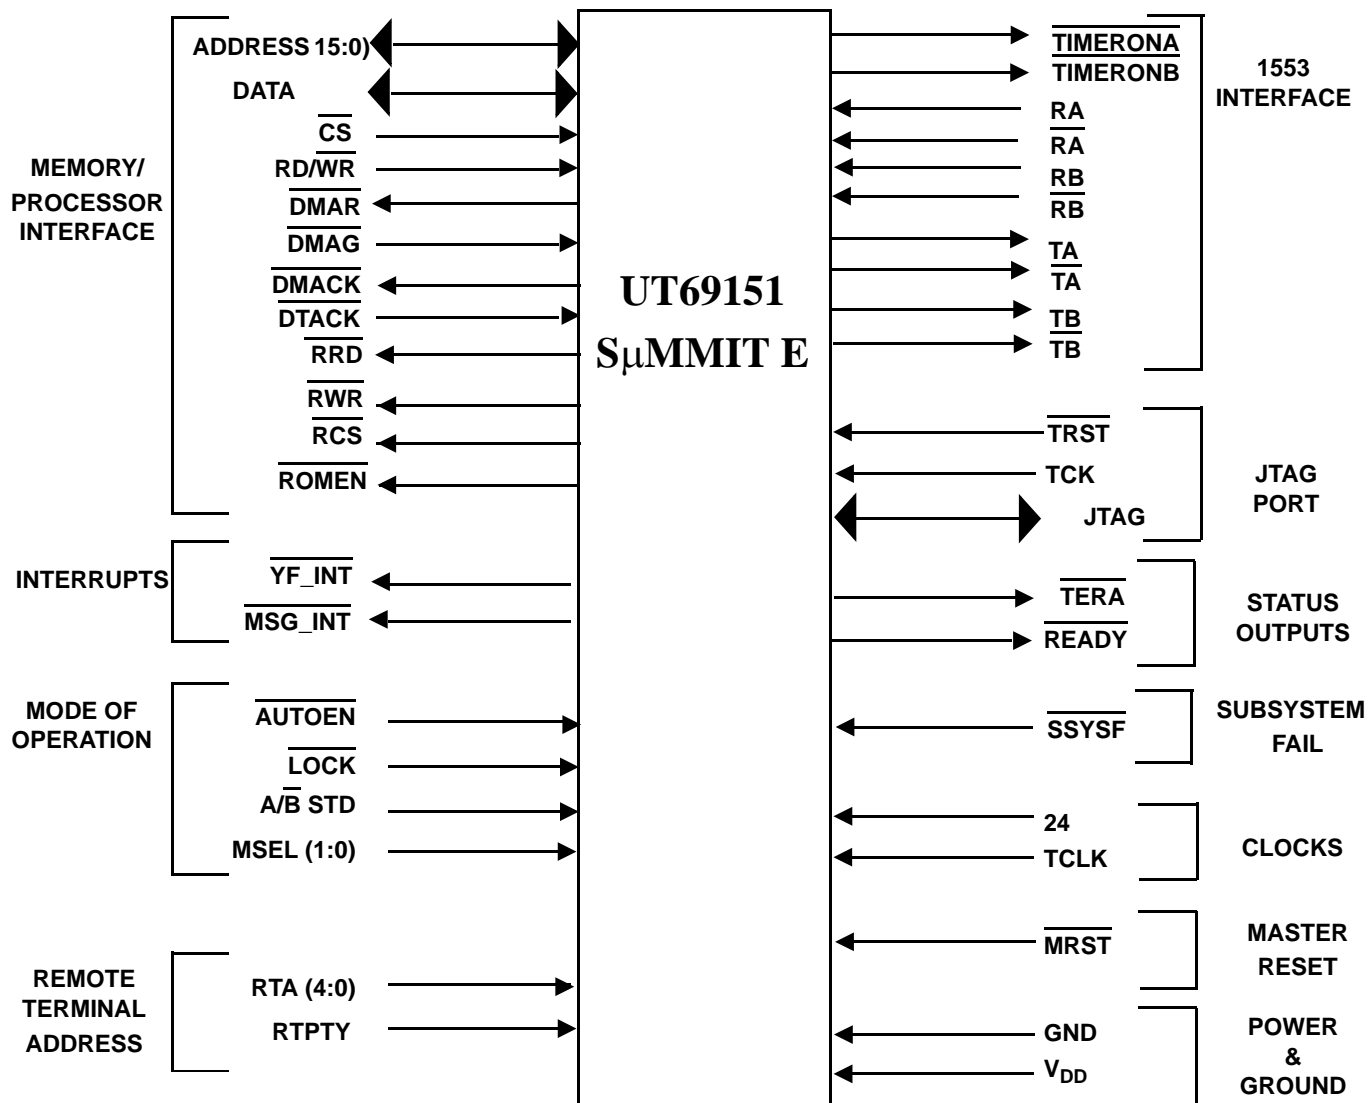 MEMORY/
PROCESSOR
INTERFACE
ADDRESS 15:0)
DATA
CS
RD/WR
DMAR
DMAG
DMACK
DTACK
RRD
RWR
RCS
ROMEN
INTERRUPTS
YF_INT
MSG_INT
MODE OF
OPERATION
AUTOEN
LOCK
A/B STD
MSEL (1:0)
REMOTE
TERMINAL
ADDRESS
RTA (4:0)
RTPTY
UT69151
SμMMIT E
TIMERONA
TIMERONB
RA
RA
RB
RB
TA
TA
TB
TB
1553
INTERFACE
TRST
TCK
JTAG
JTAG
PORT
TERA
READY
STATUS
OUTPUTS
SSYSF
SUBSYSTEM
FAIL
24
TCLK
CLOCKS
MRST
MASTER
RESET
GND
VDD
POWER
&
GROUND